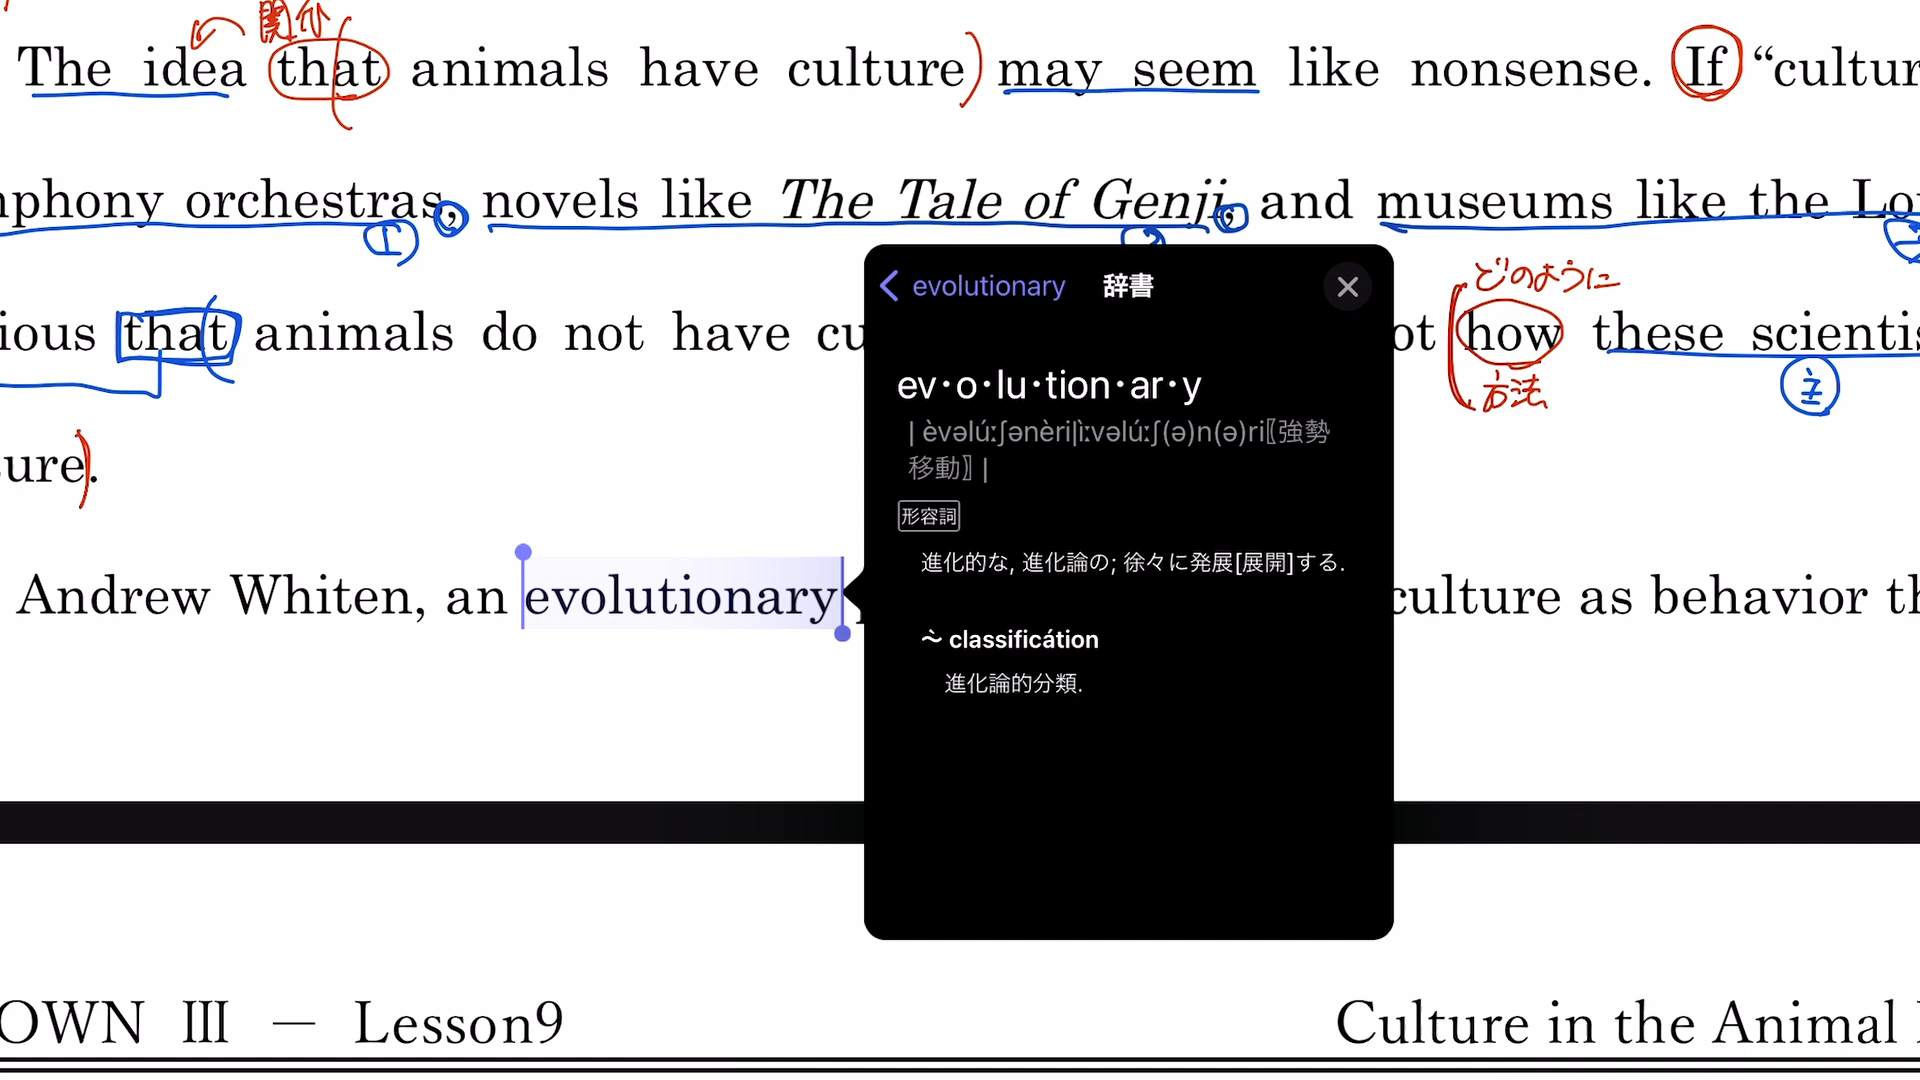 関代
The idea that animals have culture) may seem like nonsense. If “cultur
mphony orchestras, novels like The Tale of Genji, and museums like the Lo
①
どのように
ious that animals do not have cu
ot how these scientis
方法
主
ure).
Andrew Whiten, an evolutionary
culture as behavior th
evolutionary 辞書
ev·o·lu·tion·ar·y
| èvəlúːʃənèri|ìːvəlúːʃ(ə)n(ə)ri〖強勢
移動〗 |
形容詞
進化的な, 進化論の; 徐々に発展[展開]する.
~̀ classificátion
進化論的分類.
OWN Ⅲ — Lesson9
Culture in the Animal